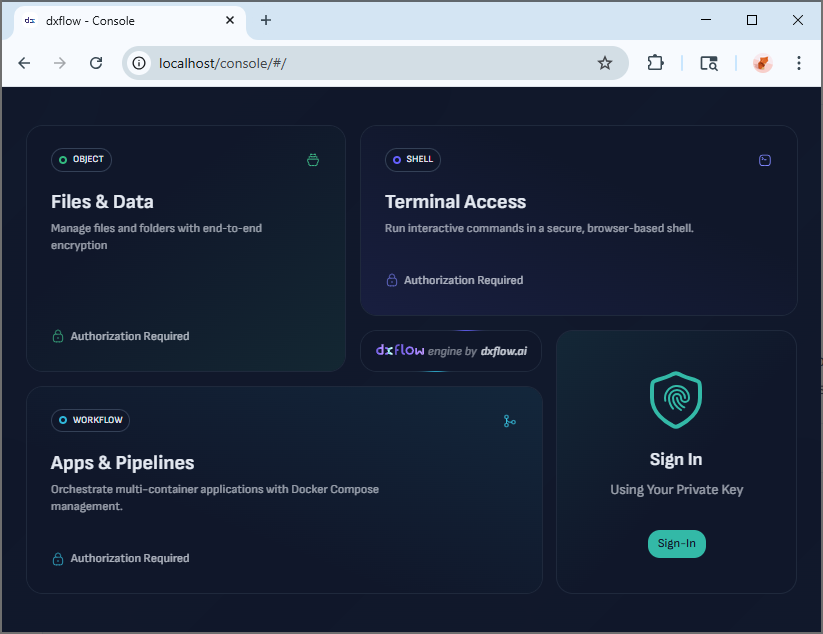 dxflow - Console
localhost/console/#/
OBJECT
Files & Data
Manage files and folders with end-to-end
encryption
Authorization Required
SHELL
Terminal Access
Run interactive commands in a secure, browser-based shell.
Authorization Required
dxflow engine by dxflow.ai
WORKFLOW
Apps & Pipelines
Orchestrate multi-container applications with Docker Compose
management.
Authorization Required
Sign In
Using Your Private Key
Sign-In